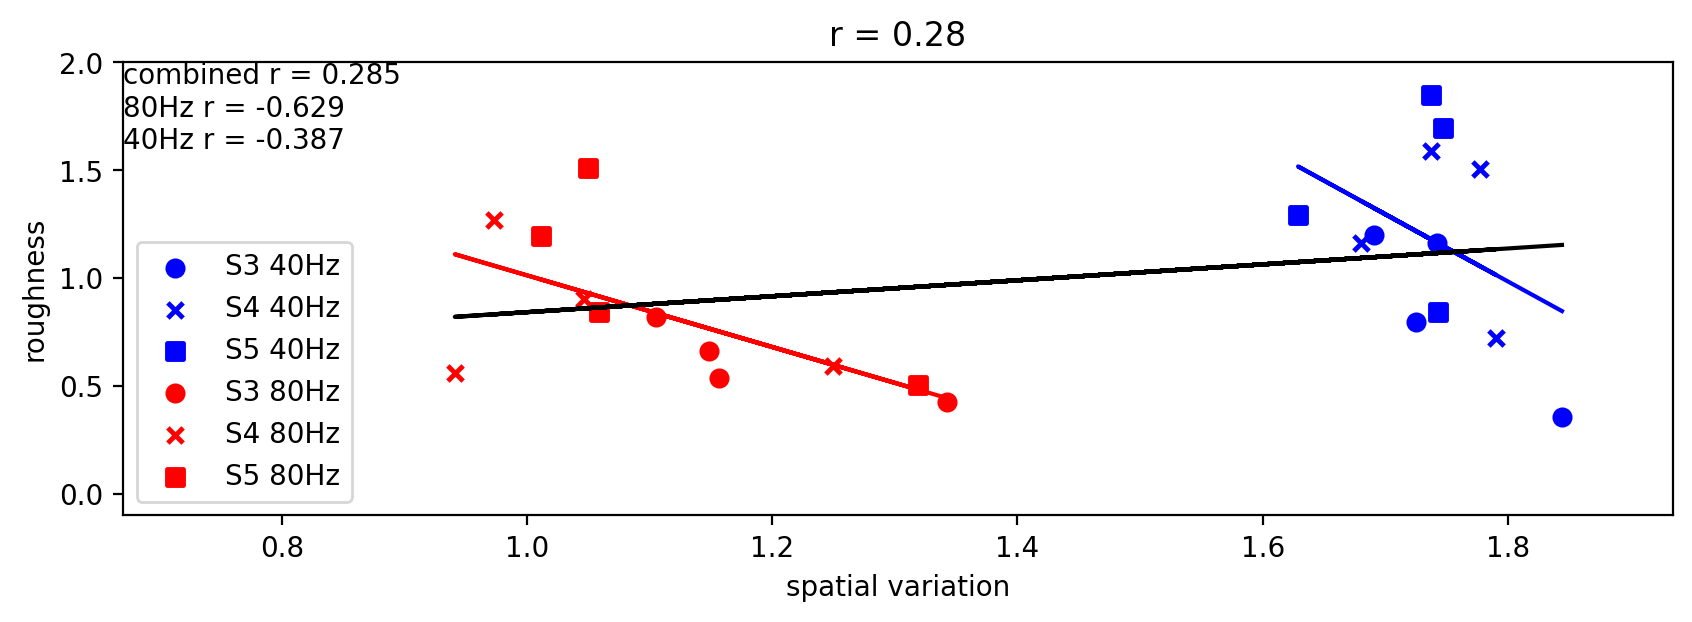 r = 0.28
combined r = 0.285
80Hz r = -0.629
40Hz r = -0.387
2.0
1.5
1.0
0.5
0.0
roughness
S3 40Hz
S4 40Hz
S5 40Hz
S3 80Hz
S4 80Hz
S5 80Hz
0.8 1.0 1.2 1.4 1.6 1.8
spatial variation